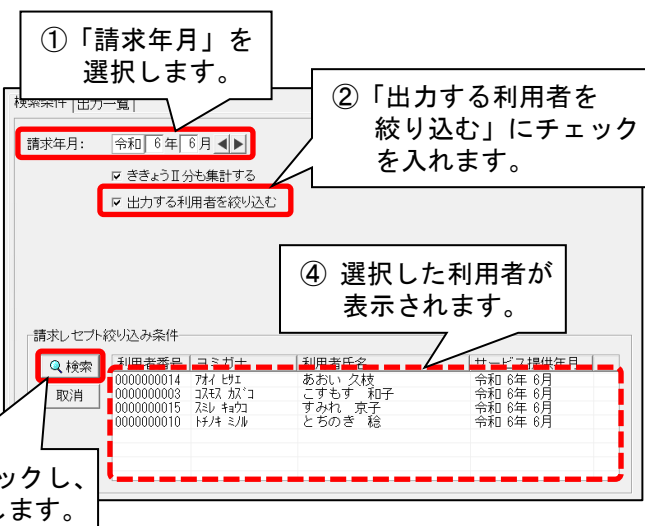 ①「請求年月」を
選択します。
②「出力する利用者を
絞り込む」にチェック
を入れます。
検索条件 出力一覧
請求年月: 令和 6年 6月
ききょうⅡ分も集計する
出力する利用者を絞り込む
④ 選択した利用者が
表示されます。
請求レセプト絞り込み条件
検索
取消
利用者番号 ヨミガナ 利用者氏名 サービス提供年月
0000000014 ｱｵｲ ﾋｻｴ あおい 久枝 令和 6年 6月
0000000003 ｺｽﾓｽ ｶｽﾞｺ こすもす 和子 令和 6年 6月
0000000015 ｽﾐﾚ ｷｮｳｺ すみれ 京子 令和 6年 6月
0000000010 ﾄﾁﾉｷ ﾐﾉﾙ とちのき 稔 令和 6年 6月
ックし、
します。